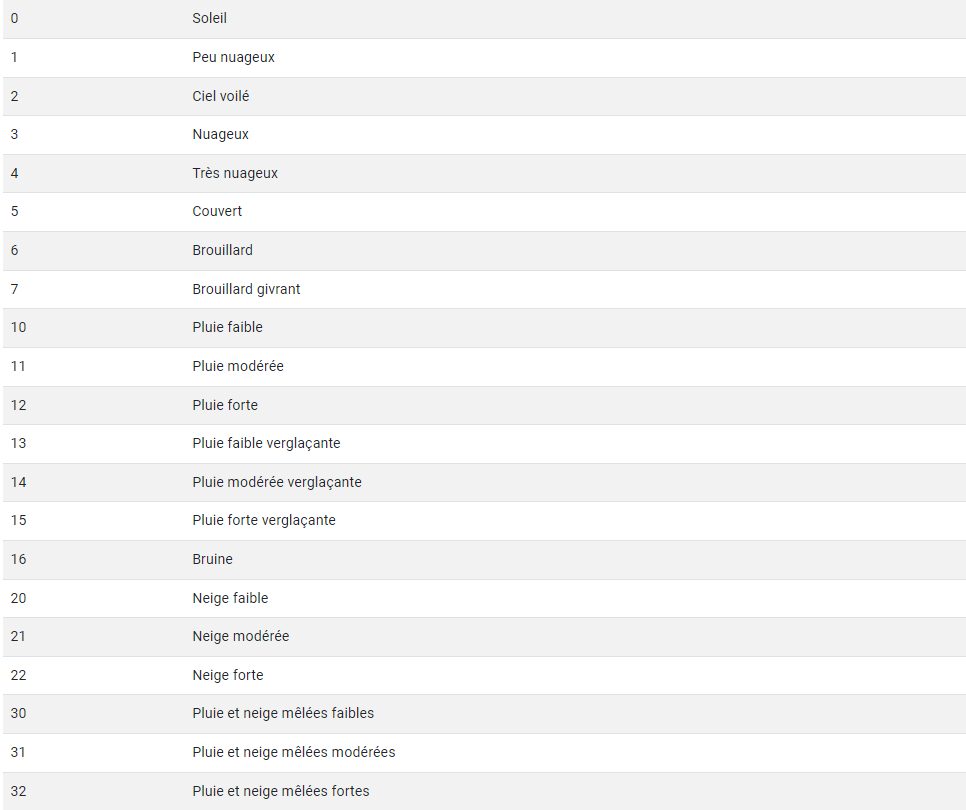 0 Soleil
1 Peu nuageux
2 Ciel voilé
3 Nuageux
4 Très nuageux
5 Couvert
6 Brouillard
7 Brouillard givrant
10 Pluie faible
11 Pluie modérée
12 Pluie forte
13 Pluie faible verglaçante
14 Pluie modérée verglaçante
15 Pluie forte verglaçante
16 Bruine
20 Neige faible
21 Neige modérée
22 Neige forte
30 Pluie et neige mêlées faibles
31 Pluie et neige mêlées modérées
32 Pluie et neige mêlées fortes